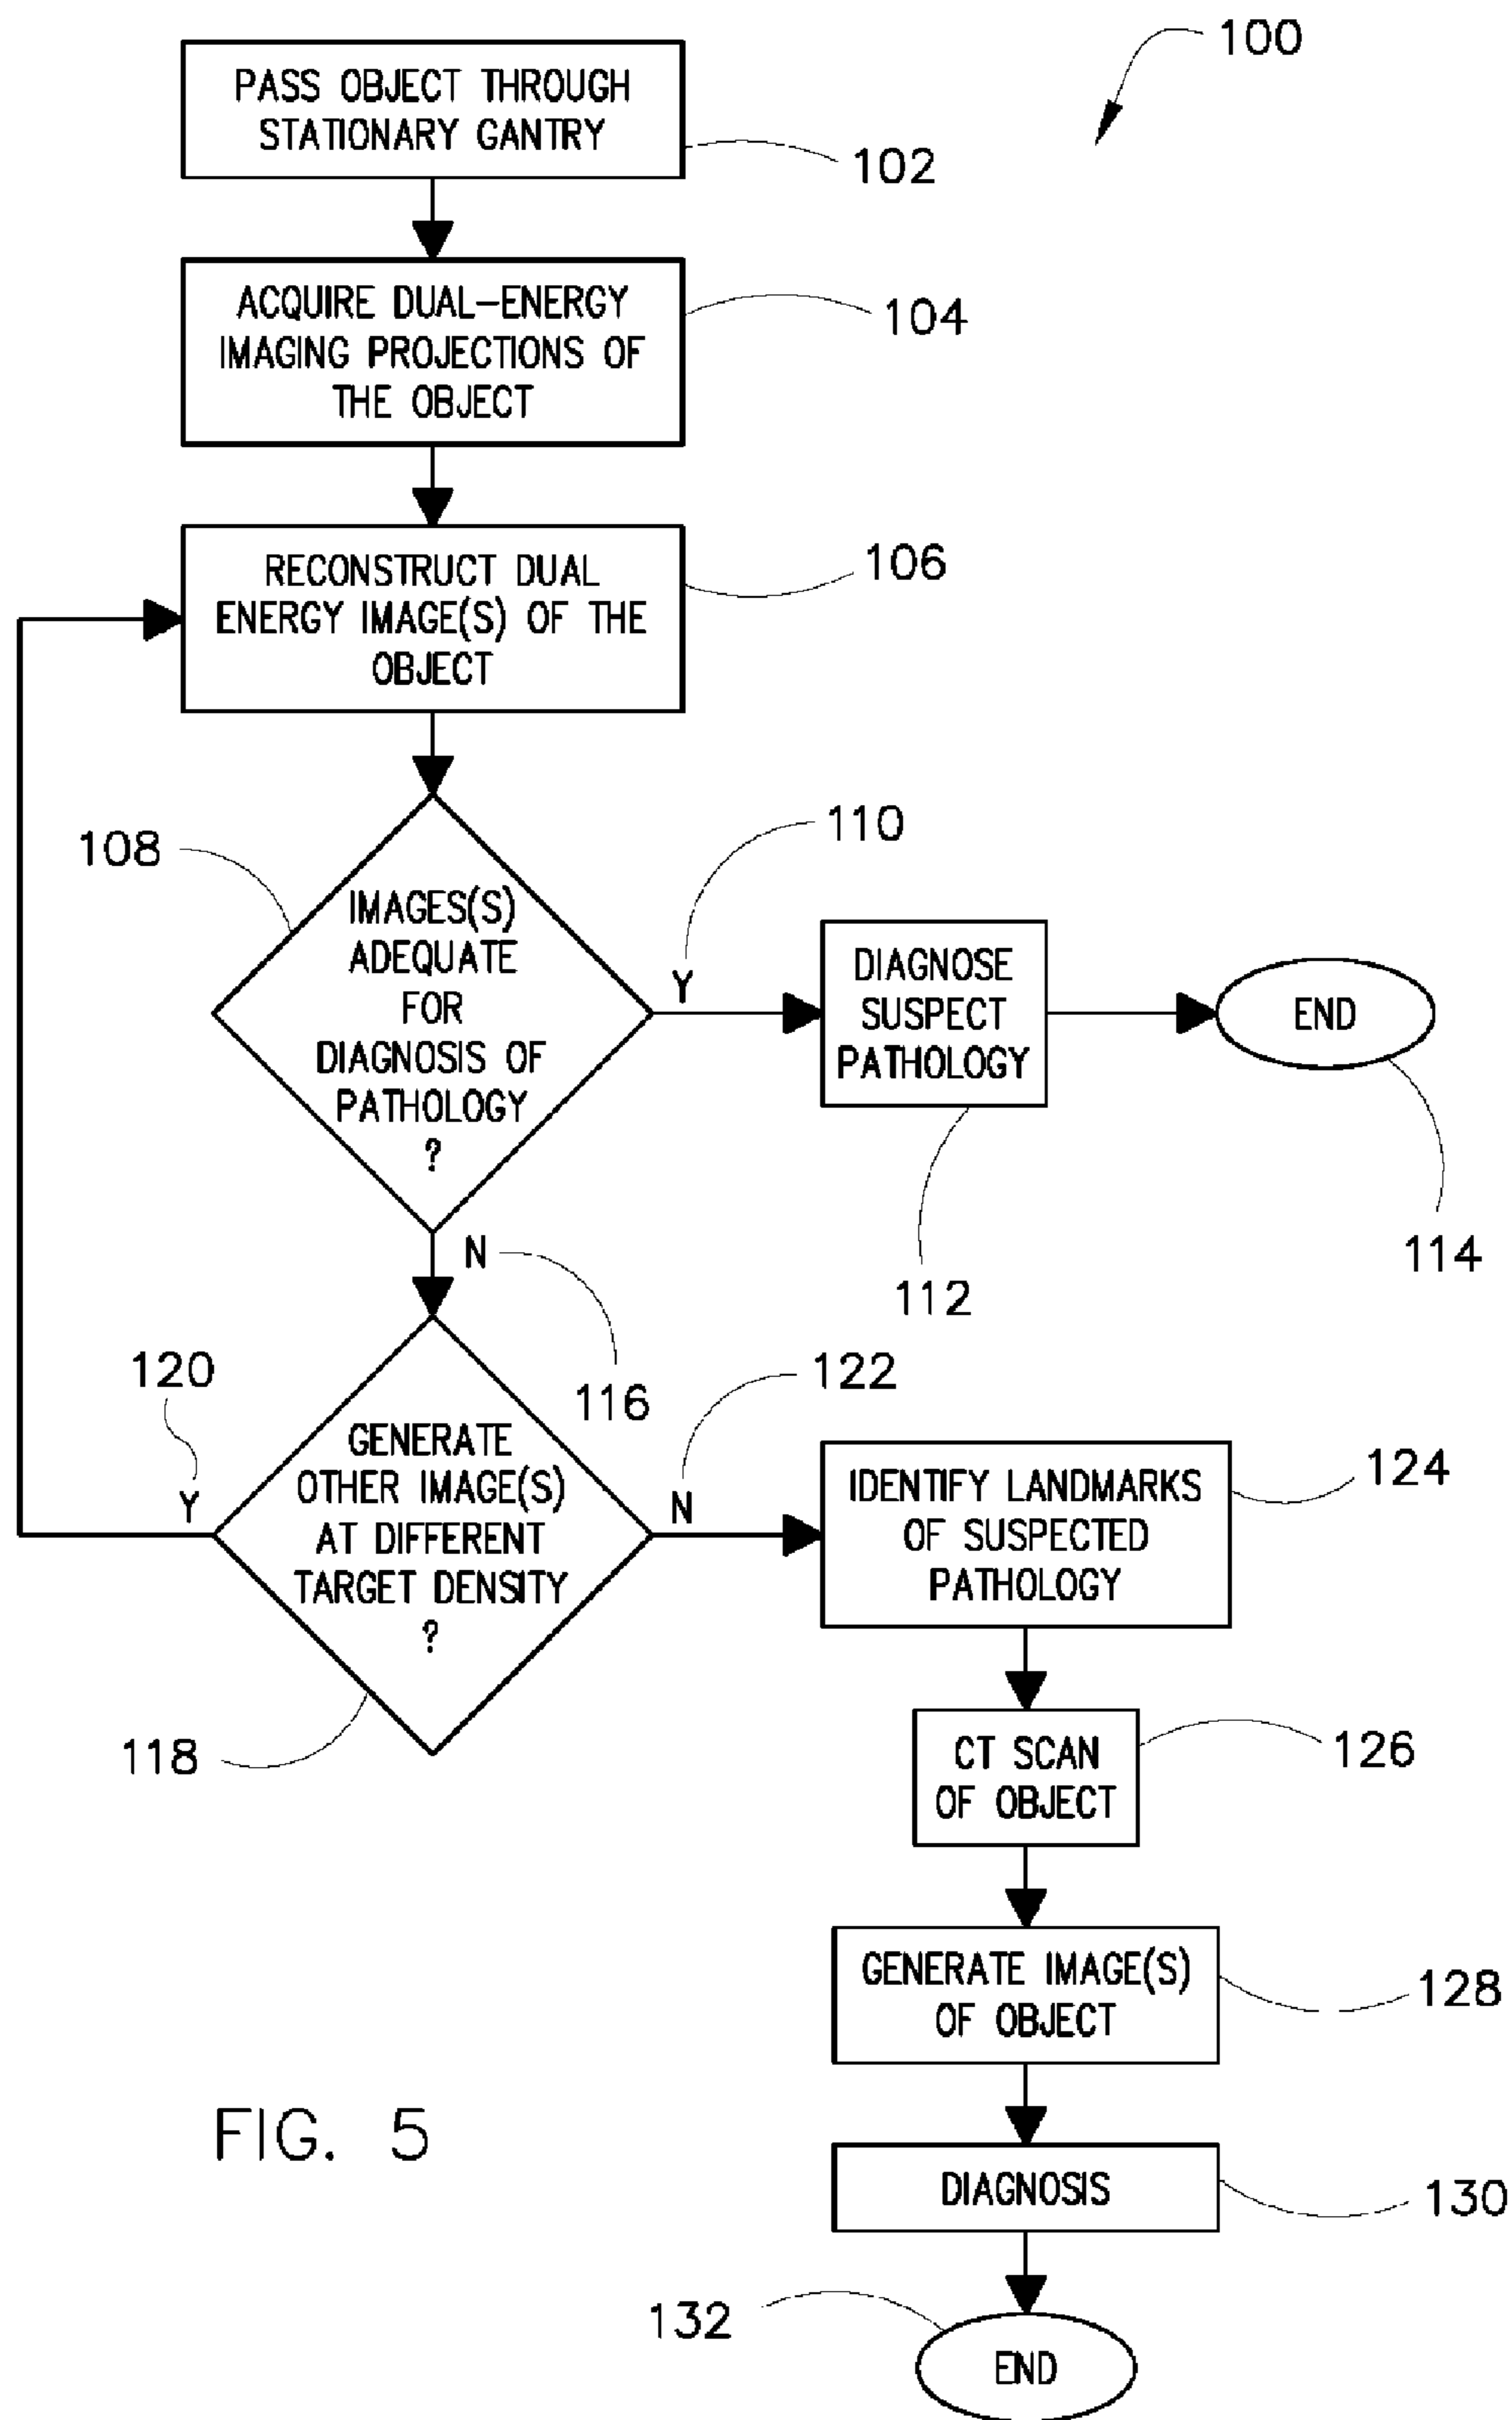 100
PASS OBJECT THROUGH
STATIONARY GANTRY
102
ACQUIRE DUAL-ENERGY
IMAGING PROJECTIONS OF
THE OBJECT
104
RECONSTRUCT DUAL
ENERGY IMAGE(S) OF THE
OBJECT
106
108
IMAGES(S)
ADEQUATE
FOR
DIAGNOSIS OF
PATHOLOGY
?
110
Y
DIAGNOSE
SUSPECT
PATHOLOGY
112
END
114
N
116
118
GENERATE
OTHER IMAGE(S)
AT DIFFERENT
TARGET DENSITY
?
120
Y
122
N
IDENTIFY LANDMARKS
OF SUSPECTED
PATHOLOGY
124
CT SCAN
OF OBJECT
126
GENERATE IMAGE(S)
OF OBJECT
128
DIAGNOSIS
130
END
132
FIG. 5